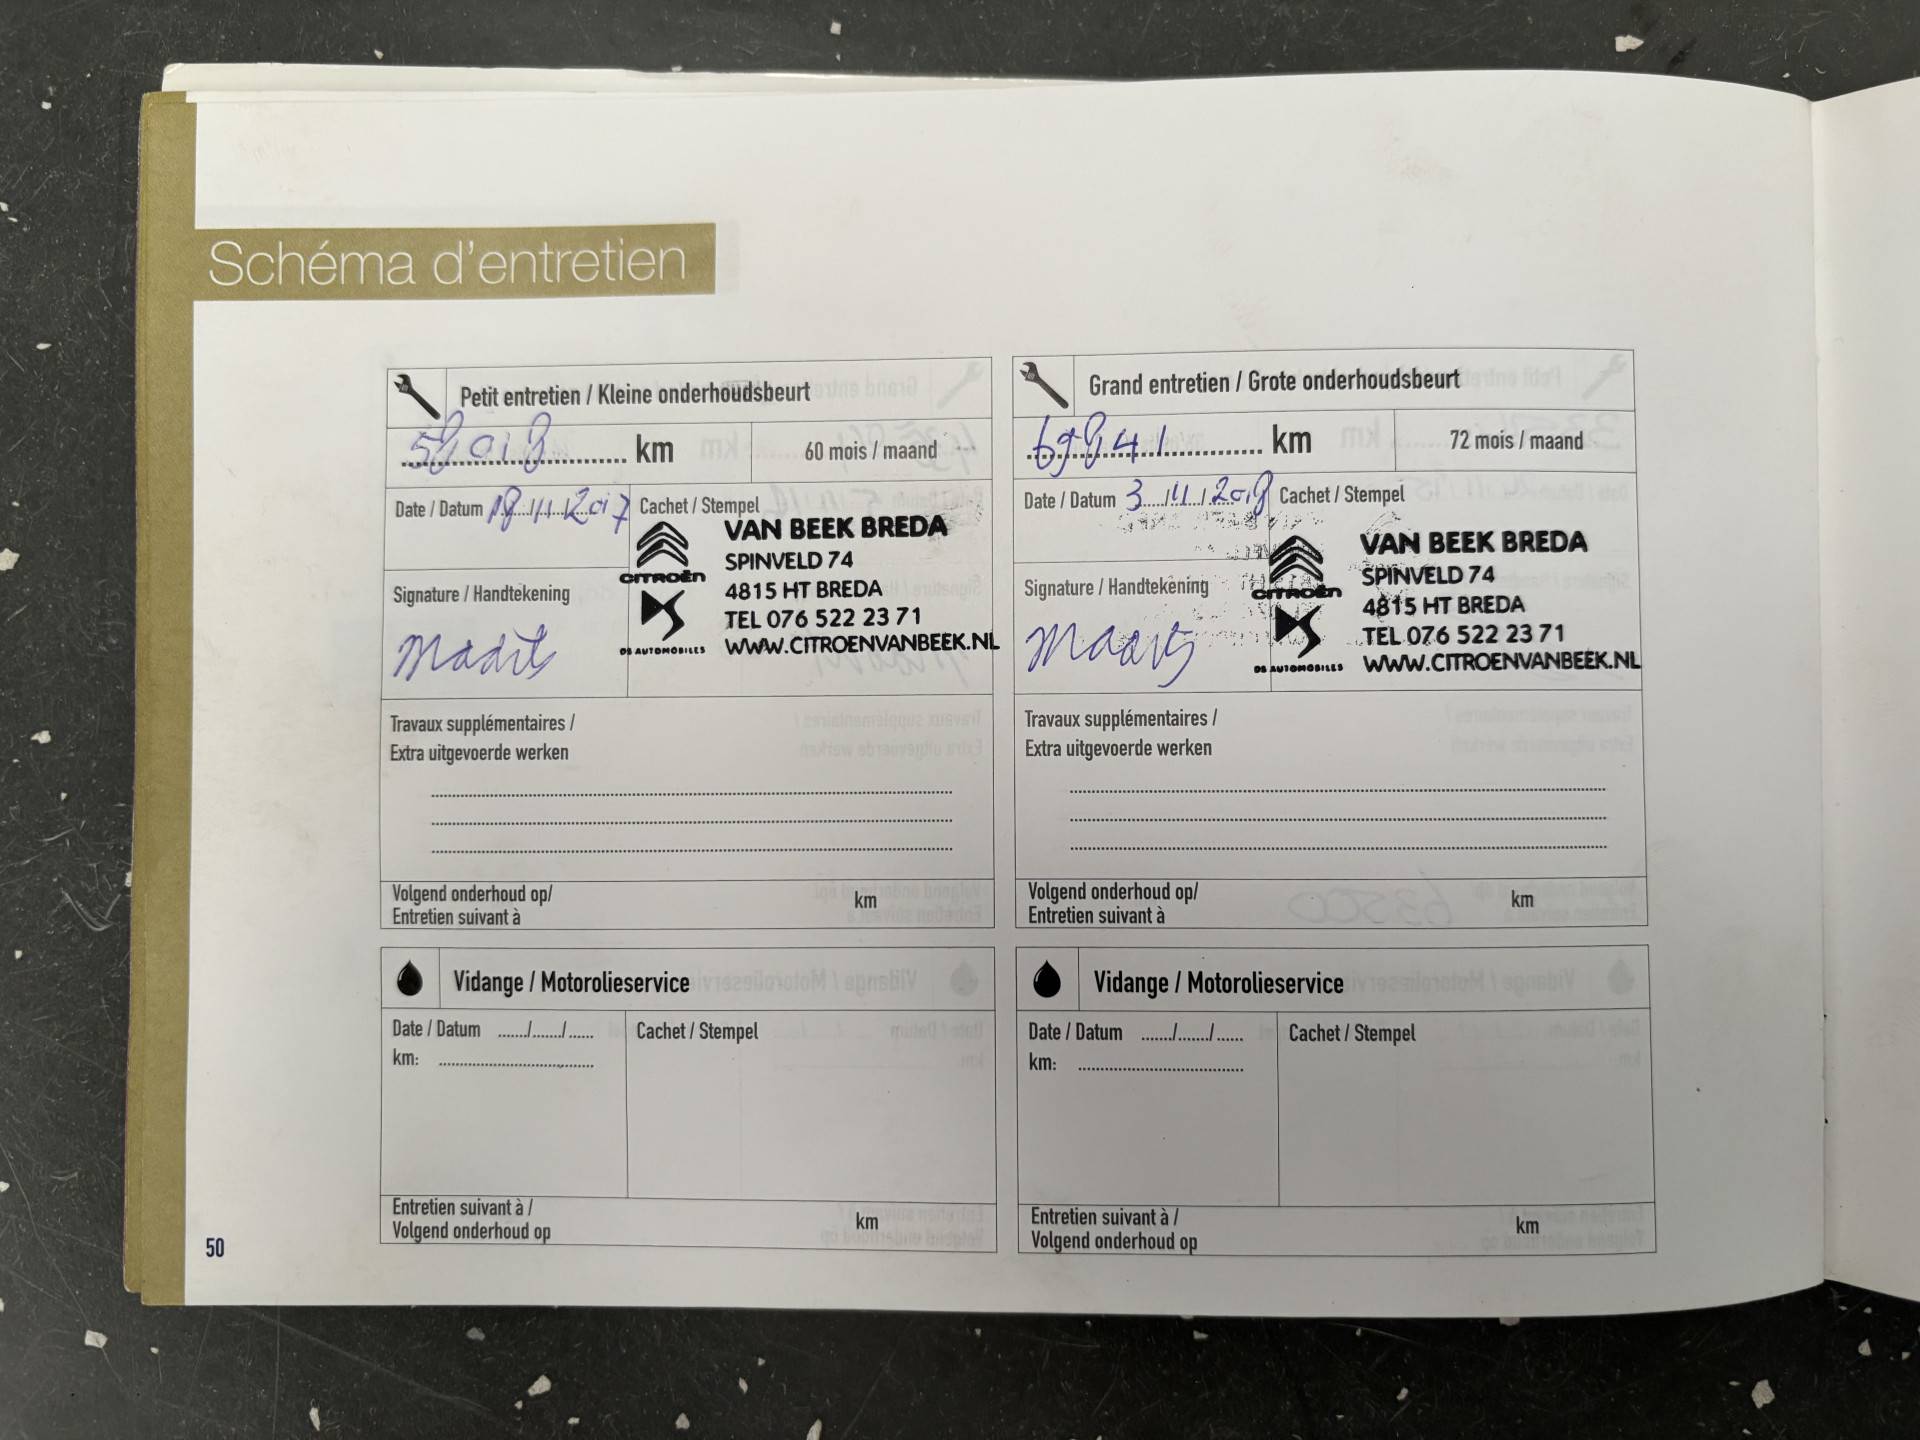 Schéma d'entretien
Petit entretien / Kleine onderhoudsbeurt
58018 km
60 mois / maand
Date / Datum 18/11/2017
Cachet / Stempel
VAN BEEK BREDA
SPINVELD 74
4815 HT BREDA
TEL 076 522 23 71
WWW.CITROENVANBEEK.NL
CITROËN
DS AUTOMOBILES
Signature / Handtekening
Travaux supplémentaires /
Extra uitgevoerde werken
Volgend onderhoud op/
Entretien suivant à
km
Grand entretien / Grote onderhoudsbeurt
69841 km
72 mois / maand
Date / Datum 3/11/2018
Cachet / Stempel
VAN BEEK BREDA
SPINVELD 74
4815 HT BREDA
TEL 076 522 23 71
WWW.CITROENVANBEEK.NL
CITROËN
DS AUTOMOBILES
Signature / Handtekening
Travaux supplémentaires /
Extra uitgevoerde werken
Volgend onderhoud op/
Entretien suivant à
km
Vidange / Motorolieservice
Date / Datum ....../....../......
km: ......................................
Cachet / Stempel
Entretien suivant à /
Volgend onderhoud op
km
Vidange / Motorolieservice
Date / Datum ....../....../......
km: ......................................
Cachet / Stempel
Entretien suivant à /
Volgend onderhoud op
km
50